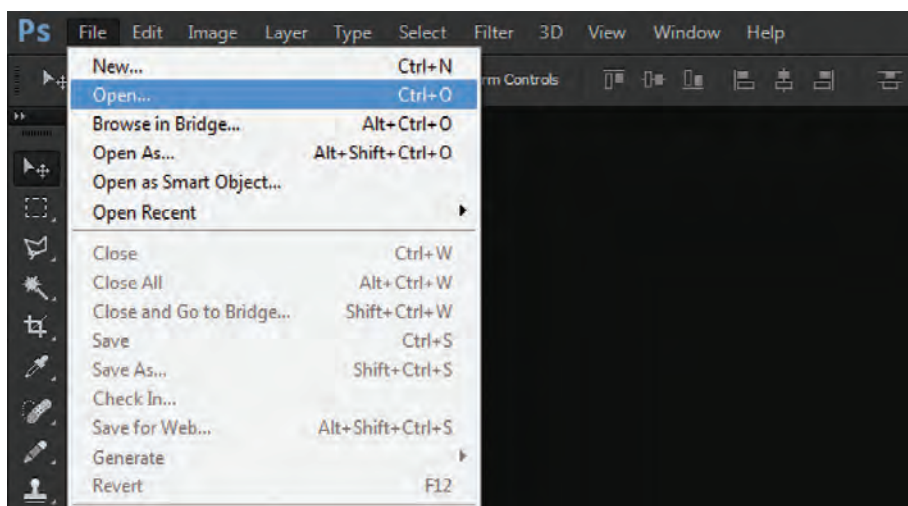 Ps File Edit Image Layer Type Select Filter 3D View Window Help
rm Controls
New... Ctrl+N
Open... Ctrl+O
Browse in Bridge... Alt+Ctrl+O
Open As... Alt+Shift+Ctrl+O
Open as Smart Object...
Open Recent
Close Ctrl+W
Close All Alt+Ctrl+W
Close and Go to Bridge... Shift+Ctrl+W
Save Ctrl+S
Save As... Shift+Ctrl+S
Check In...
Save for Web... Alt+Shift+Ctrl+S
Generate
Revert F12